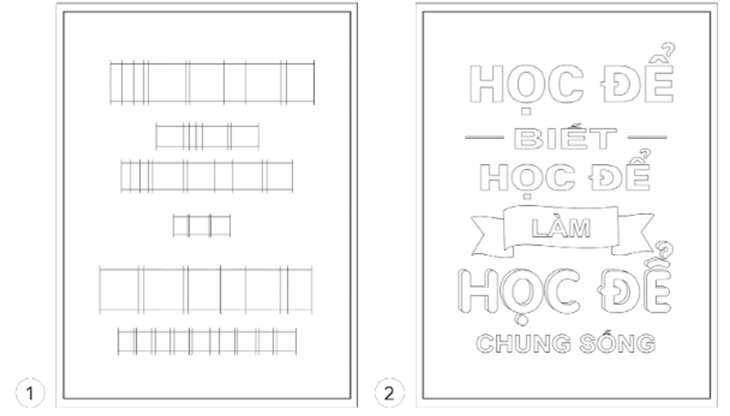 HỌC ĐỂ
BIẾT
HỌC ĐỂ
LÀM
HỌC ĐỂ
CHUNG SỐNG
1
2